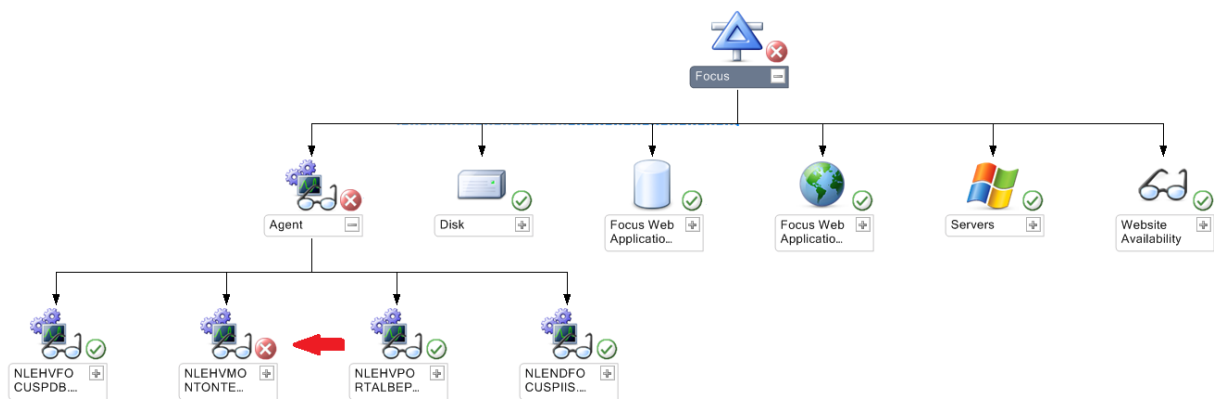 Focus
Agent
Disk
Focus Web
Applicatio...
Focus Web
Applicatio...
Servers
Website
Availability
NLEHVFO
CUSPDB....
NLEHVMO
NTONTE...
NLEHVPO
RTALBEP...
NLENDFO
CUSPIIS....